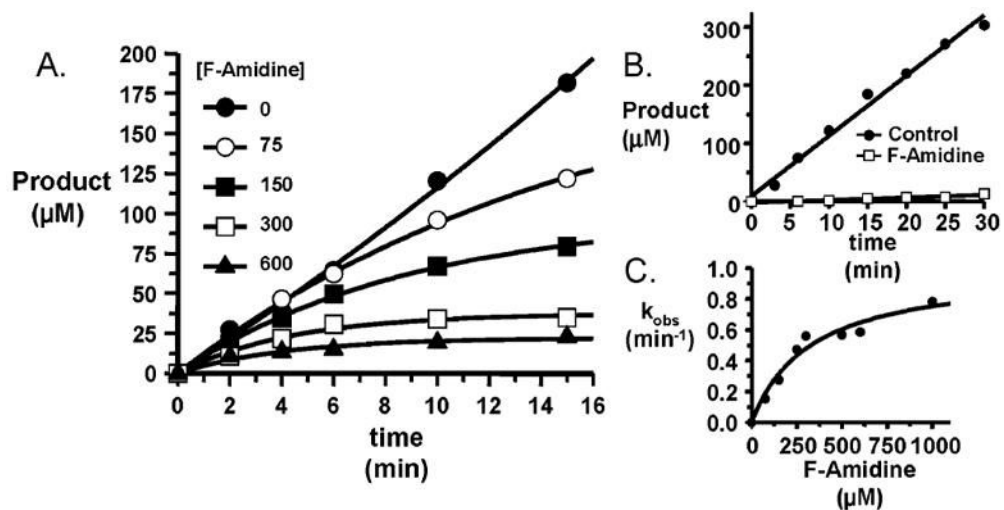 A.
[F-Amidine]
0
75
150
300
600
Product
(µM)
200
175
150
125
100
75
50
25
0
0 2 4 6 8 10 12 14 16
time
(min)
B.
Product
(µM)
300
200
100
0
Control
F-Amidine
0 5 10 15 20 25 30
time
(min)
C.
kobs
(min-1)
1.0
0.8
0.6
0.4
0.2
0.0
0 250 500 750 1000
F-Amidine
(µM)